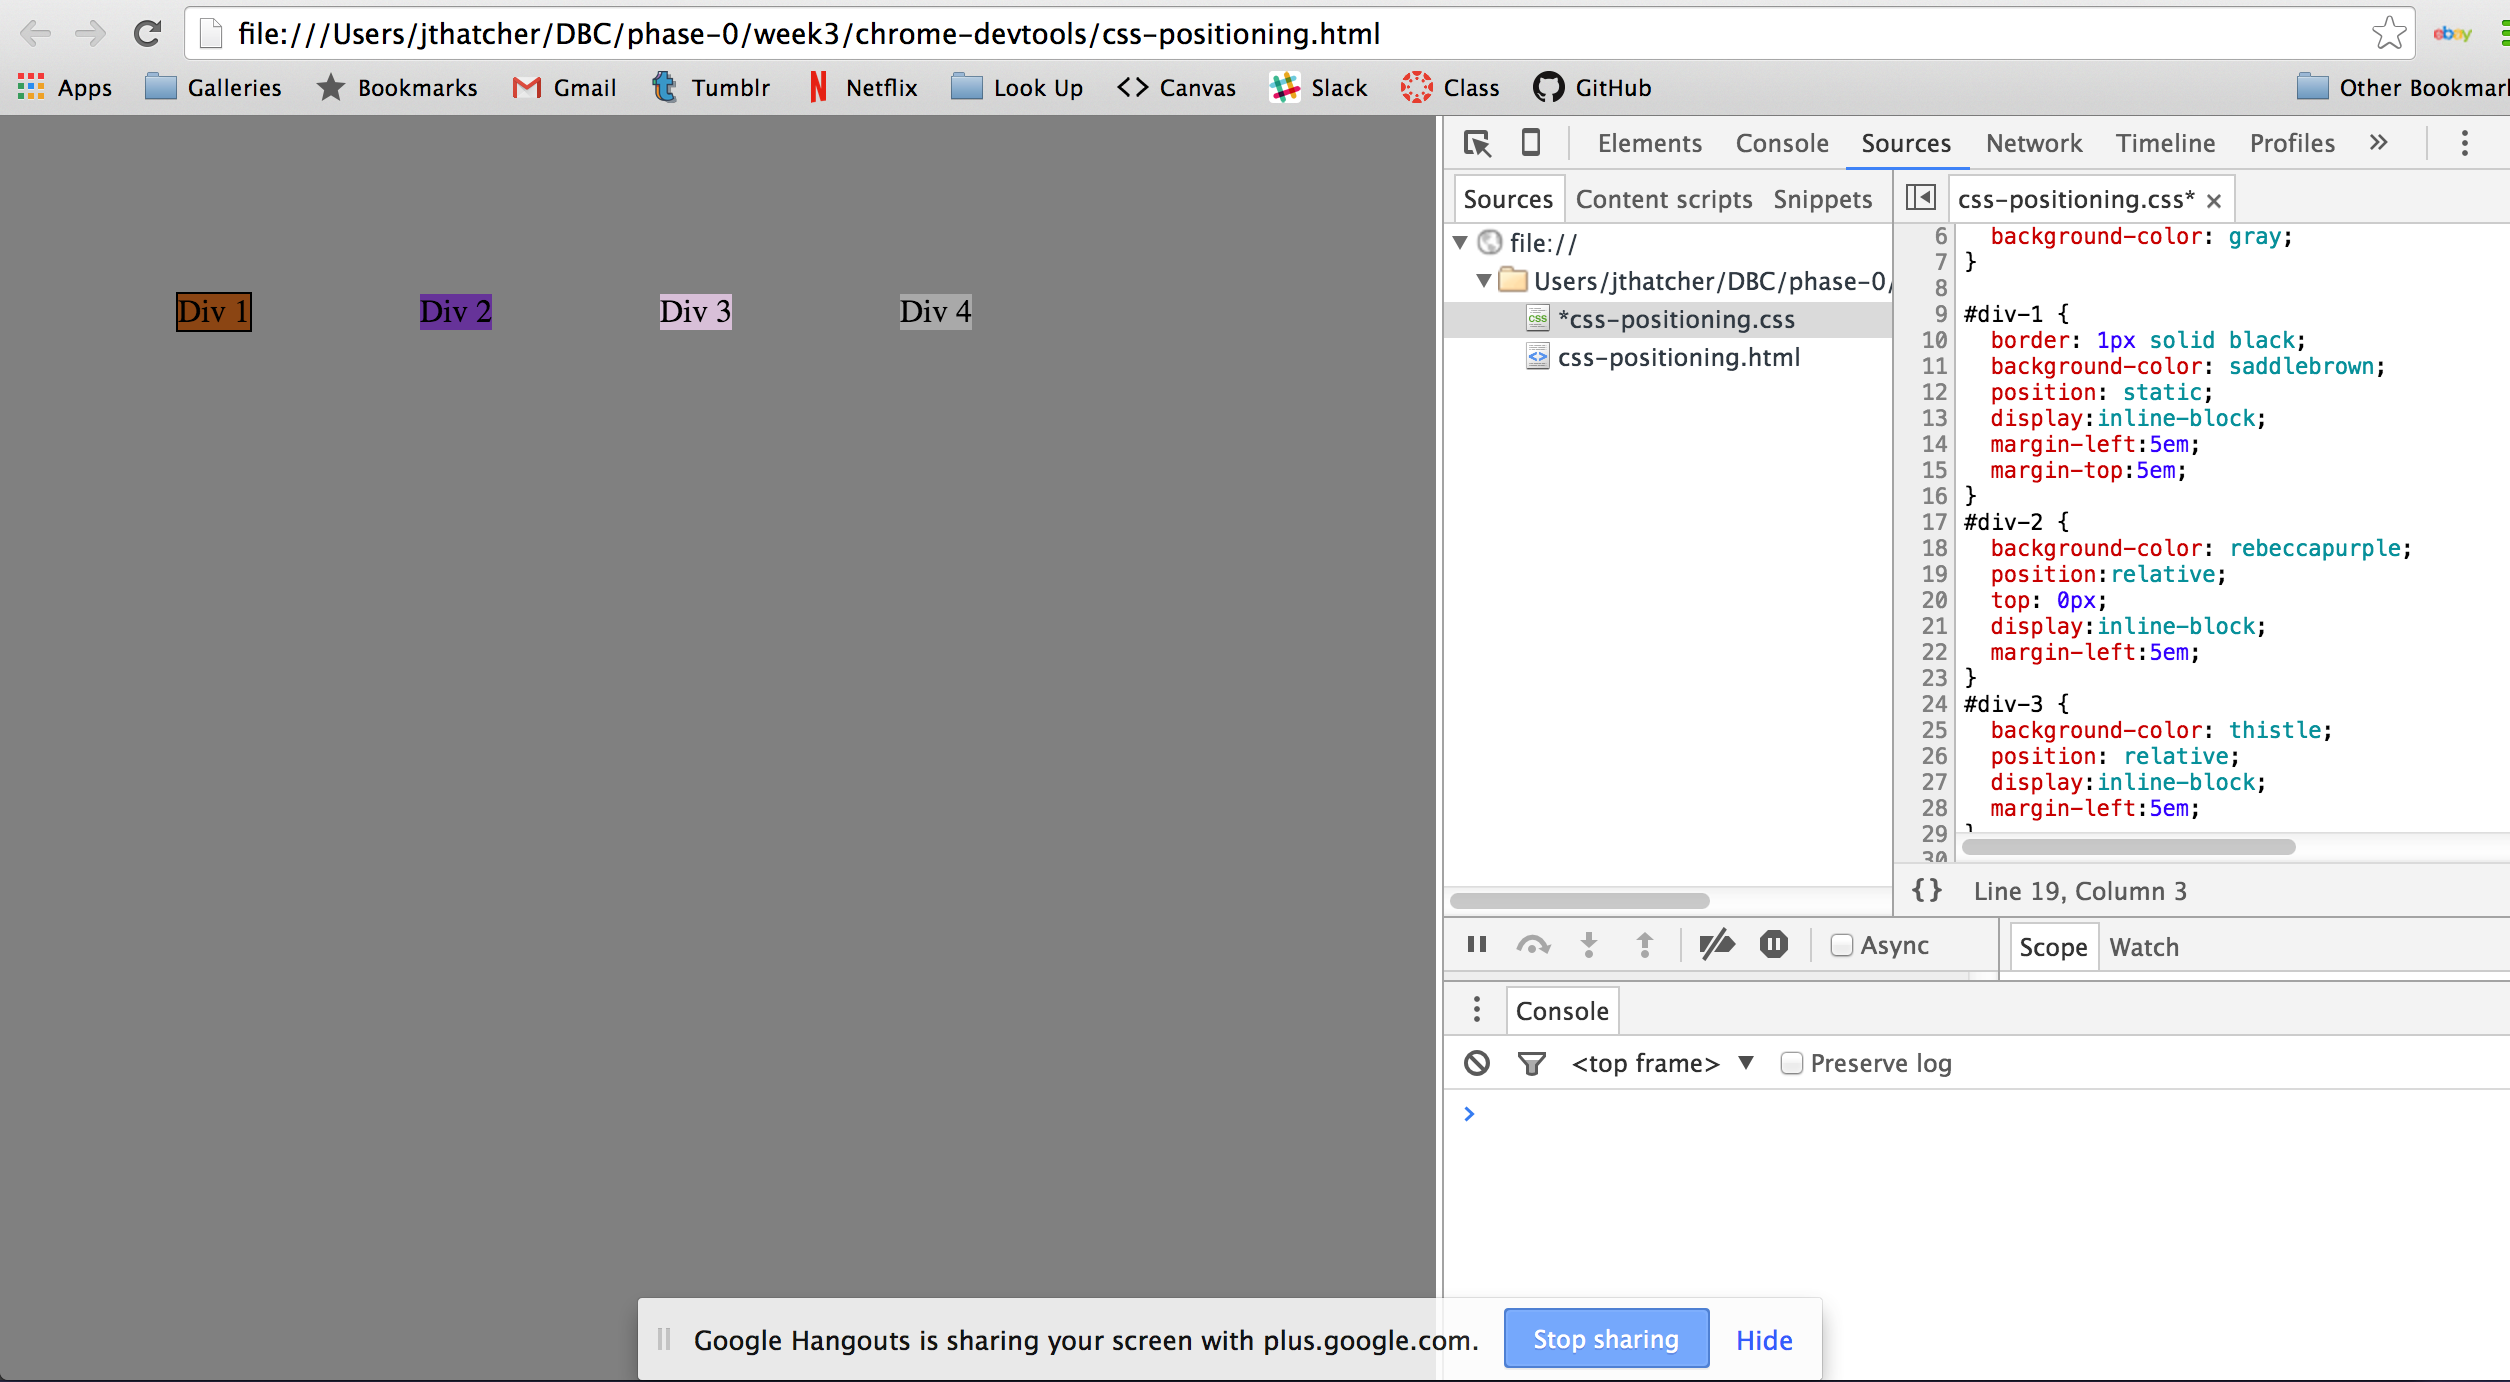 file:///Users/jthatcher/DBC/phase-0/week3/chrome-devtools/css-positioning.html
ebay
Apps Galleries Bookmarks Gmail Tumblr Netflix Look Up Canvas Slack Class GitHub Other Bookmar
Div 1 Div 2 Div 3 Div 4
Elements Console Sources Network Timeline Profiles »
Sources Content scripts Snippets
css-positioning.css* ×
file://
Users/jthatcher/DBC/phase-0/
*css-positioning.css
css-positioning.html
6 background-color: gray;
7 }
8
9 #div-1 {
10 border: 1px solid black;
11 background-color: saddlebrown;
12 position: static;
13 display:inline-block;
14 margin-left:5em;
15 margin-top:5em;
16 }
17 #div-2 {
18 background-color: rebeccapurple;
19 position:relative;
20 top: 0px;
21 display:inline-block;
22 margin-left:5em;
23 }
24 #div-3 {
25 background-color: thistle;
26 position: relative;
27 display:inline-block;
28 margin-left:5em;
29 }
30
{} Line 19, Column 3
Async
Scope Watch
Console
<top frame> ▼ Preserve log
>
Google Hangouts is sharing your screen with plus.google.com. Stop sharing Hide